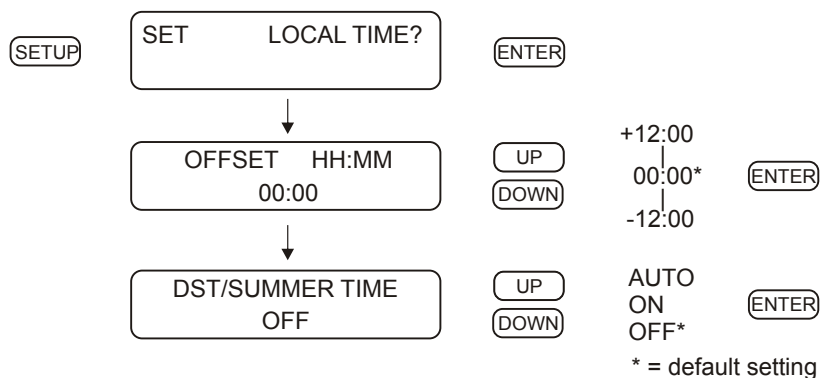 SETUP
SET LOCAL TIME?
ENTER
OFFSET HH:MM
00:00
UP
DOWN
+12:00
00:00*
-12:00
ENTER
DST/SUMMER TIME
OFF
UP
DOWN
AUTO
ON
OFF*
ENTER
* = default setting